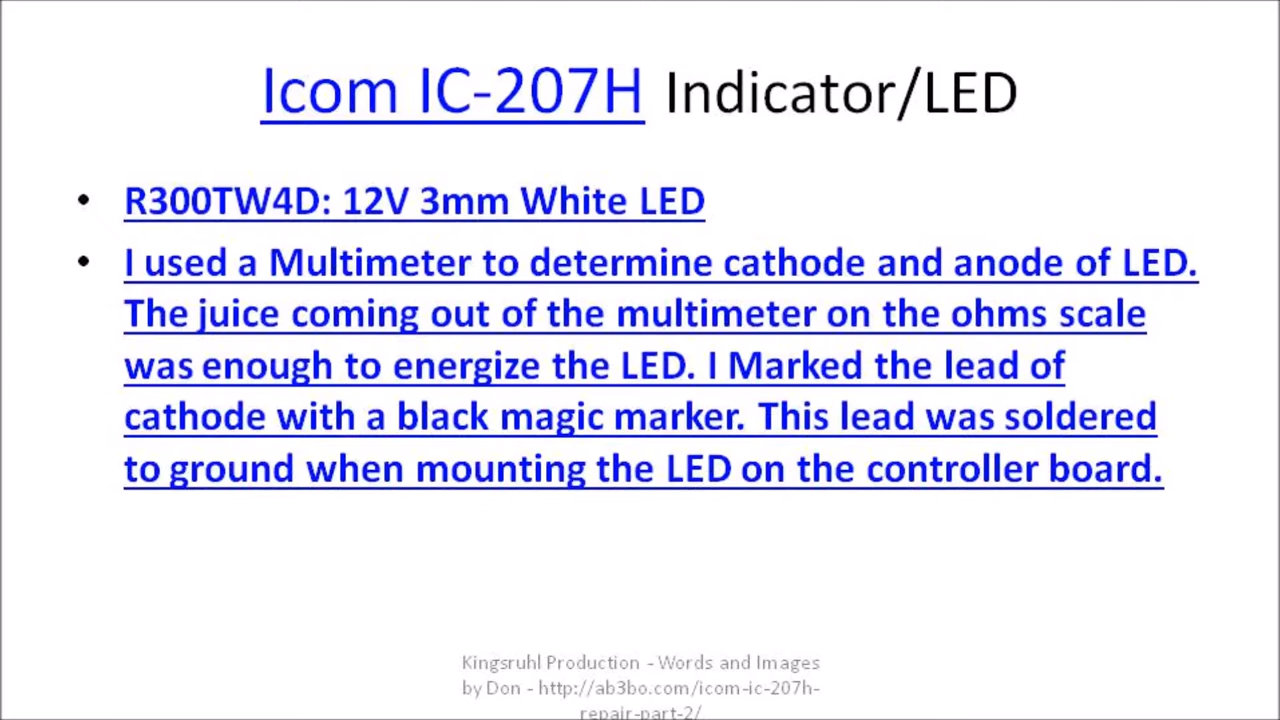 Icom IC-207H Indicator/LED
• R300TW4D: 12V 3mm White LED
• I used a Multimeter to determine cathode and anode of LED.
The juice coming out of the multimeter on the ohms scale
was enough to energize the LED. I Marked the lead of
cathode with a black magic marker. This lead was soldered
to ground when mounting the LED on the controller board.
Kingsruhl Production - Words and Images
by Don - http://ab3bo.com/icom-ic-207h-
repair-part-2/